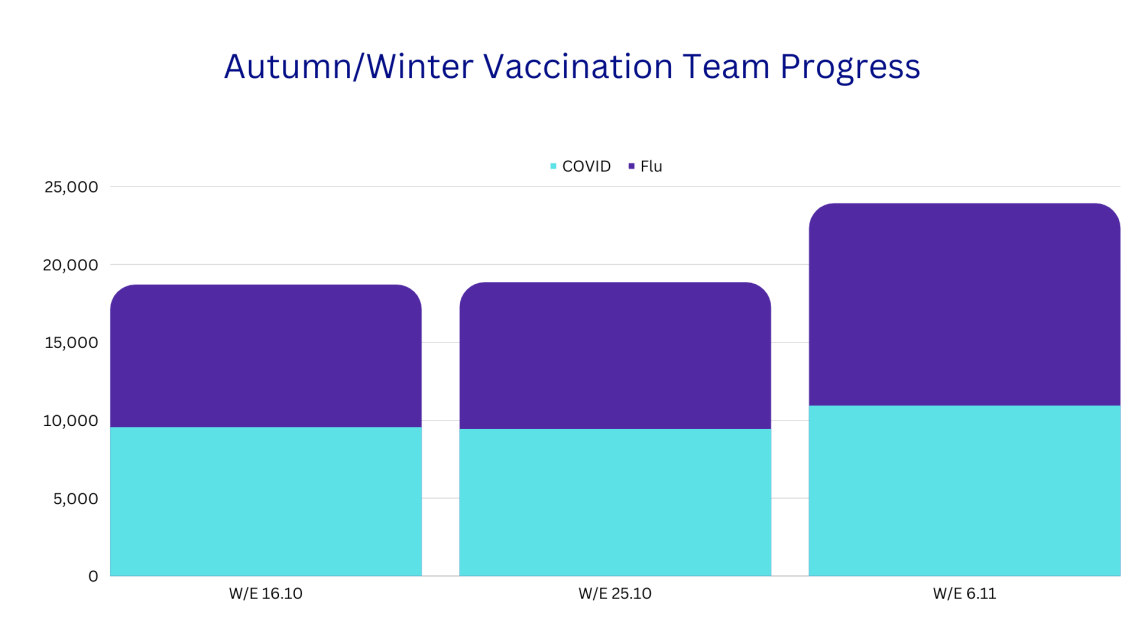 Autumn/Winter Vaccination Team Progress
COVID Flu
25,000
20,000
15,000
10,000
5,000
0
W/E 16.10 W/E 25.10 W/E 6.11